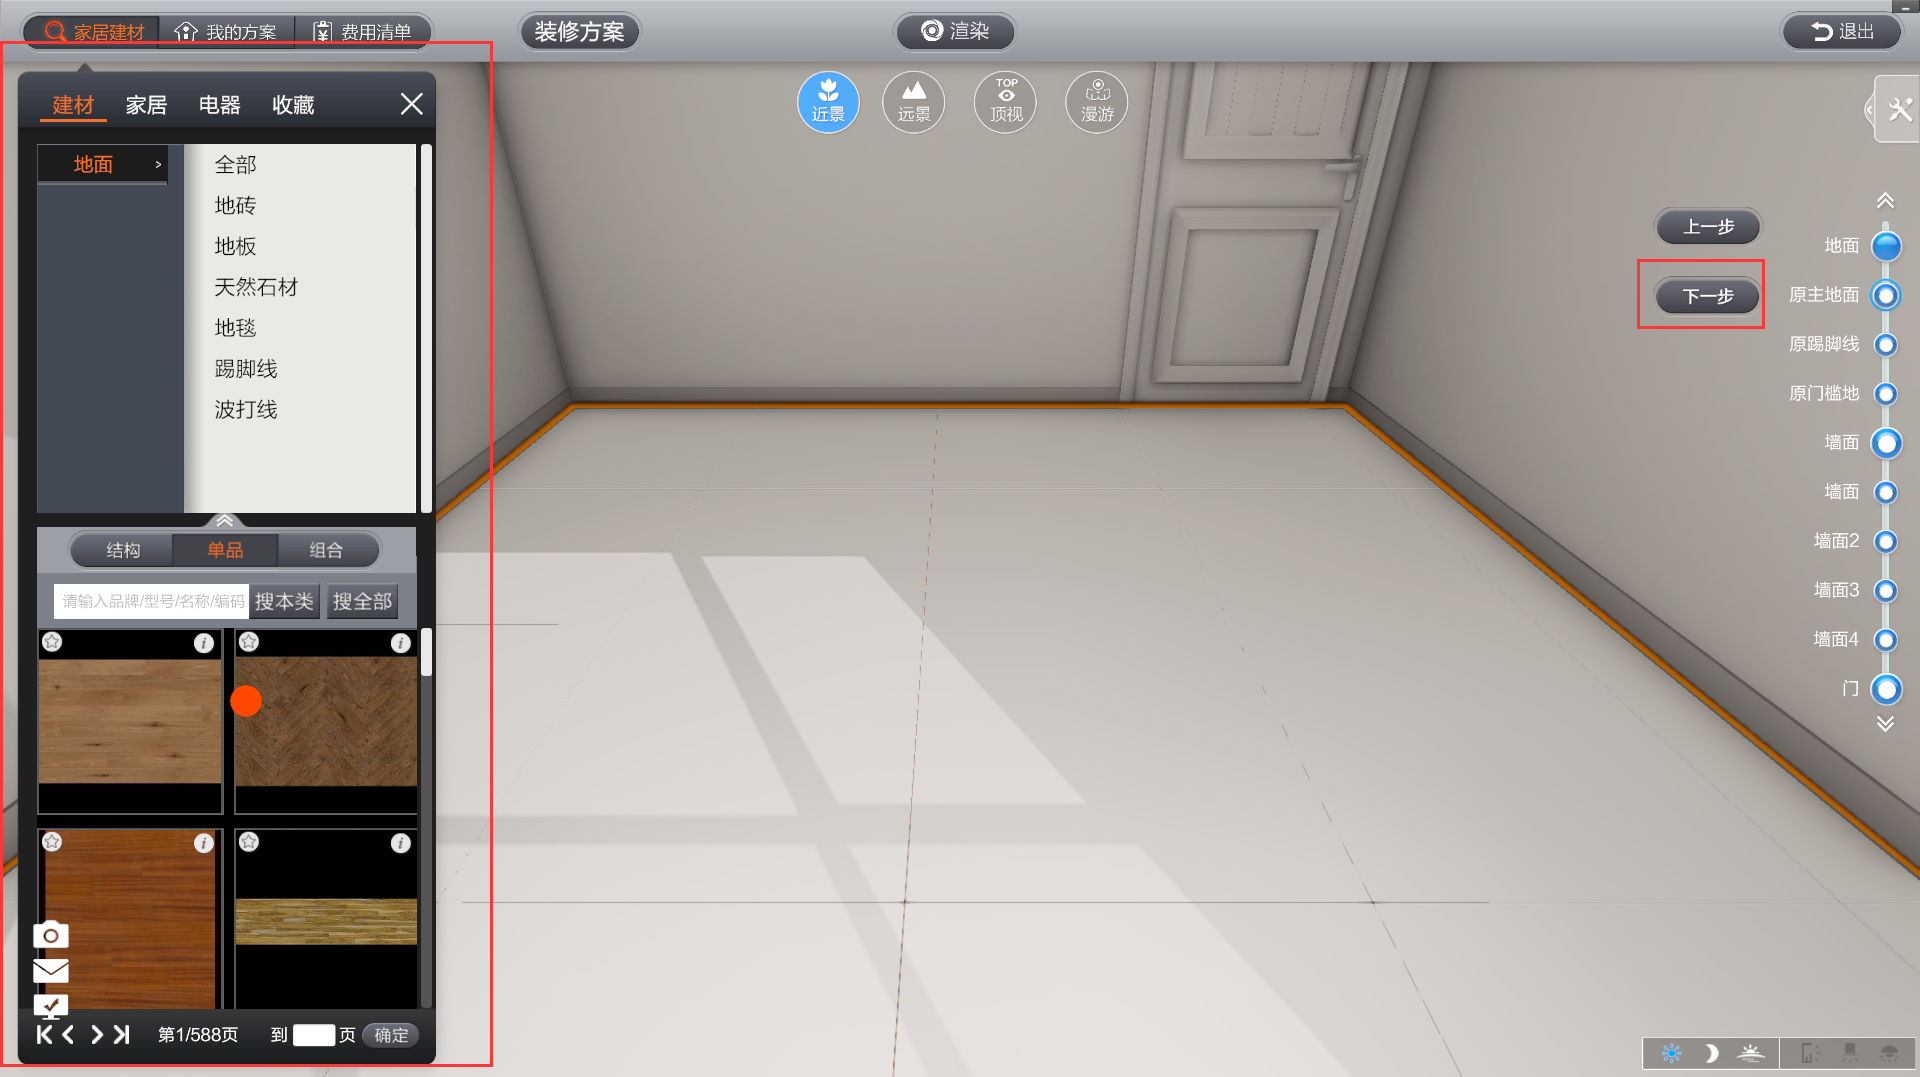 家居建材 我的方案 费用清单 装修方案 渲染 退出
建材 家居 电器 收藏
近景 远景 TOP 顶视 漫游
地面 >
全部
地砖
地板
天然石材
地毯
踢脚线
波打线
结构 单品 组合
请输入品牌/型号/名称/编码 搜本类 搜全部
第1/588页 到 页 确定
上一步
下一步
地面
原主地面
原踢脚线
原门槛地
墙面
墙面
墙面2
墙面3
墙面4
门